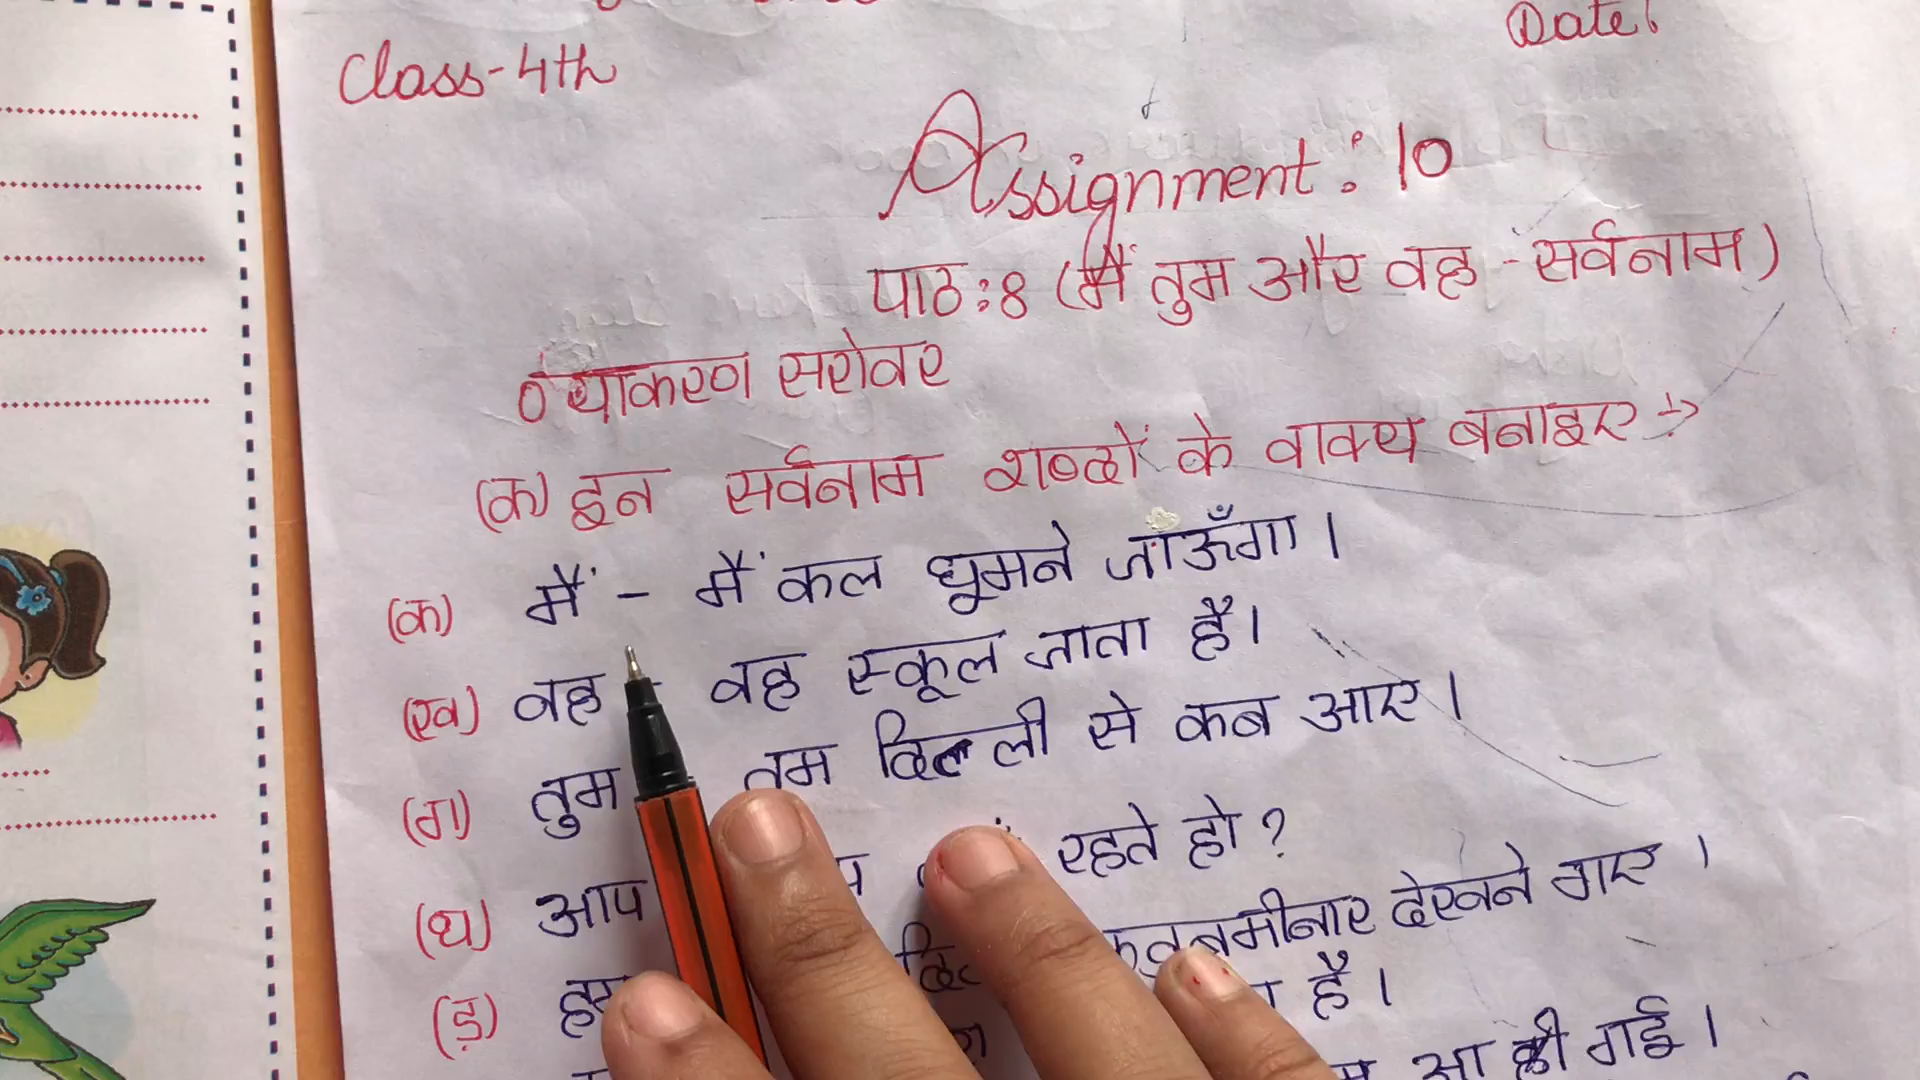 Class-4th
Date:
Assignment: 10
पाठ:8 (मैं तुम और वह - सर्वनाम)
व्याकरण सरोवर
(क) इन सर्वनाम शब्दों के वाक्य बनाइए →
(क) मैं - मैं कल घूमने जाऊँगा।
(ख) वह - वह स्कूल जाता है।
(ग) तुम तुम दिल्ली से कब आए।
(घ) आप रहते हो?
(ड़) कुतुबमीनार देखने गए।
है।
आ ही गई।